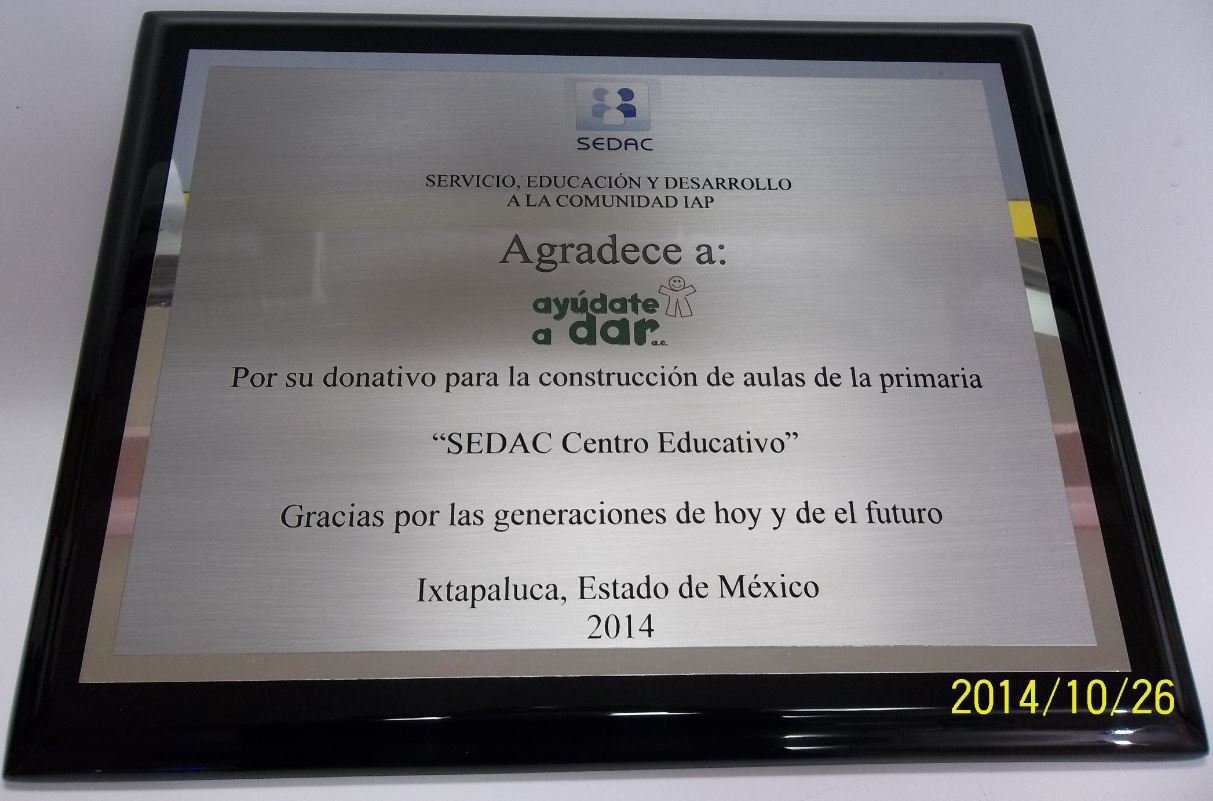 SEDAC
SERVICIO, EDUCACIÓN Y DESARROLLO
A LA COMUNIDAD IAP
Agradece a:
ayúdate
a dar a.c.
Por su donativo para la construcción de aulas de la primaria
“SEDAC Centro Educativo”
Gracias por las generaciones de hoy y de el futuro
Ixtapaluca, Estado de México
2014
2014/10/26